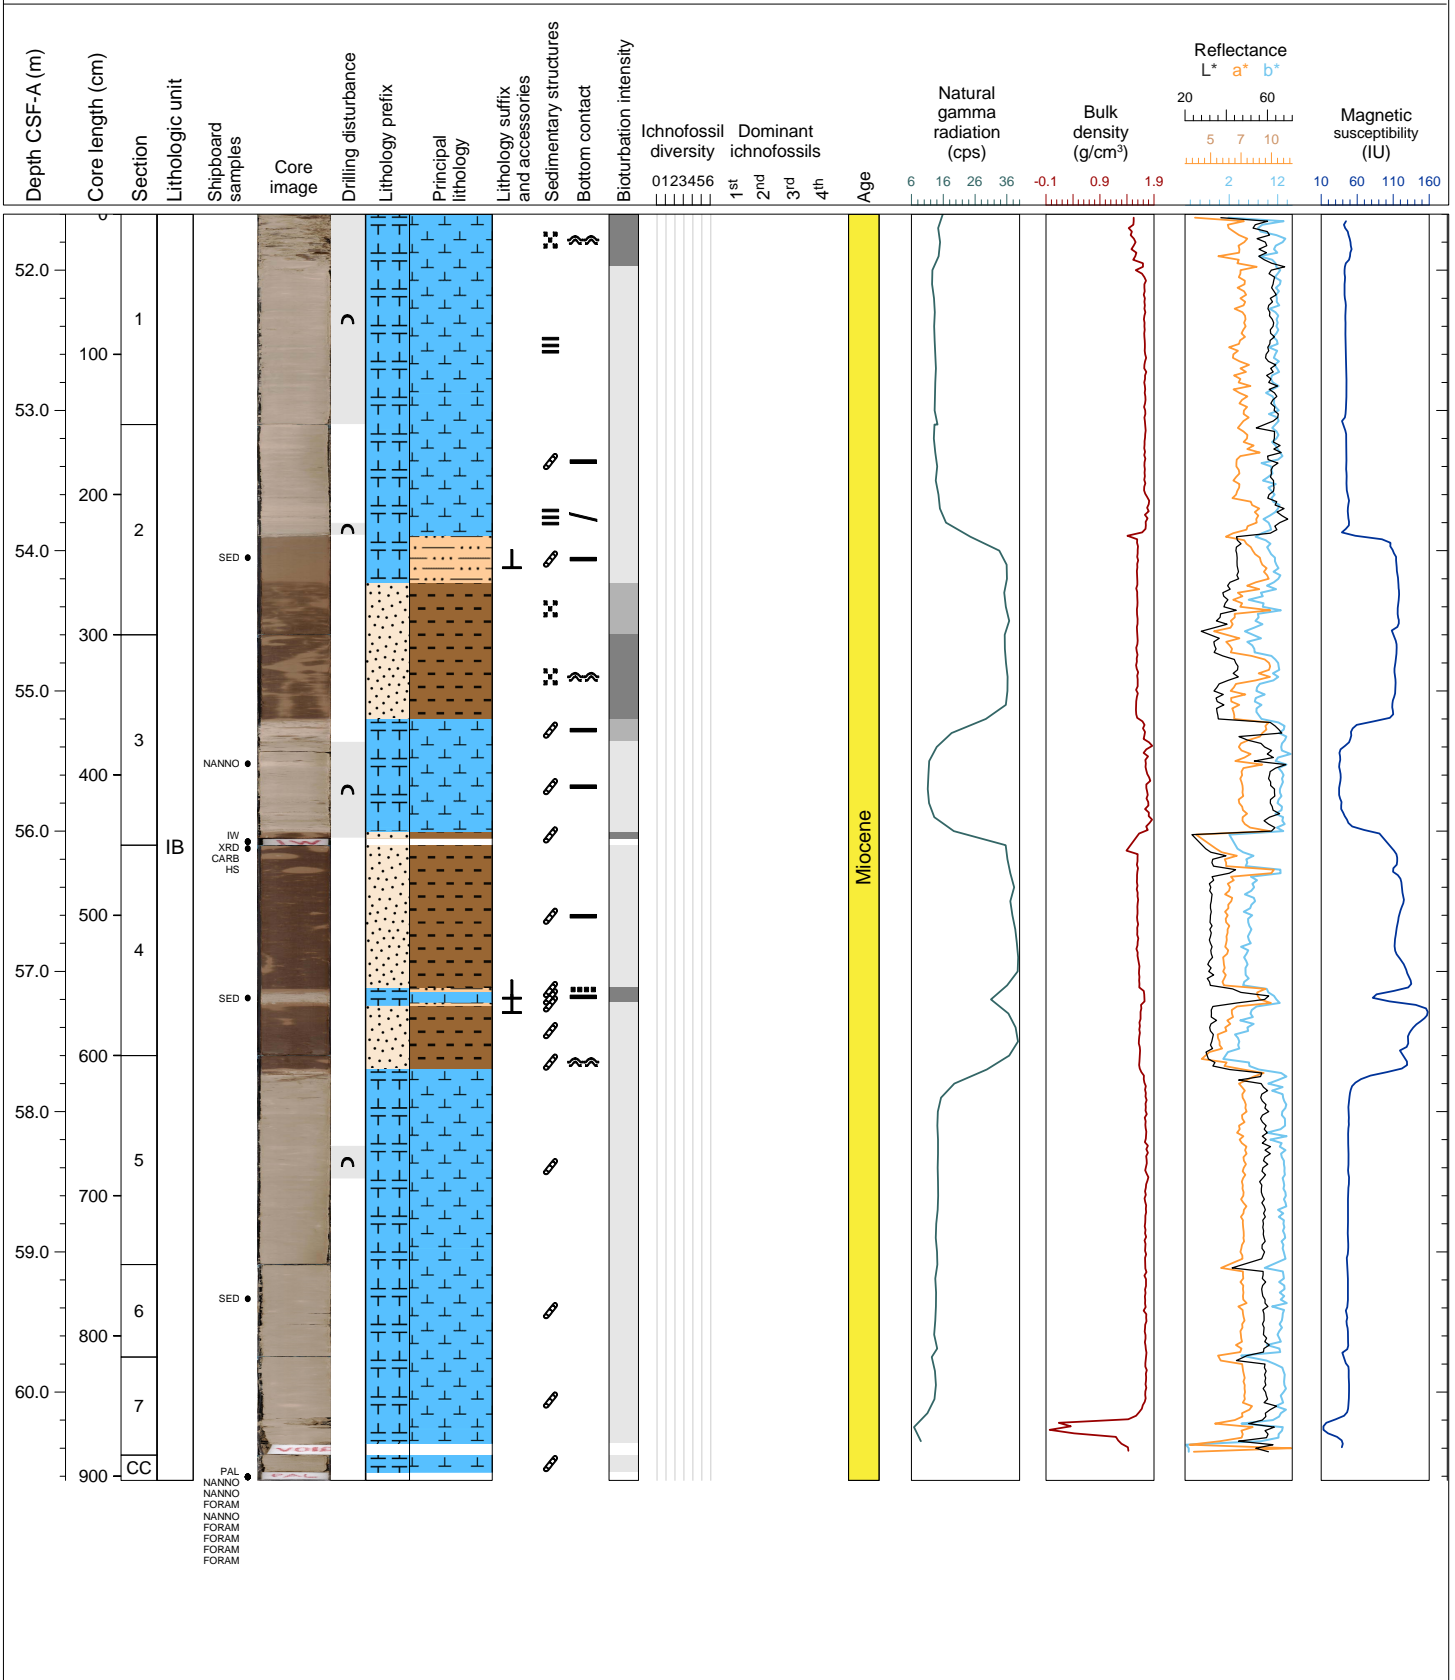 Depth CSF-A (m)
Core length (cm)
Section
Lithologic unit
Shipboard
samples
Core
image
Drilling disturbance
Lithology prefix
Principal
lithology
Lithology suffix
and accessories
Sedimentary structures
Bottom contact
Bioturbation intensity
Ichnofossil
diversity
0123456
Dominant
ichnofossils
1st 2nd 3rd 4th
Age
Natural
gamma
radiation
(cps)
6 16 26 36
Bulk
density
(g/cm³)
-0.1 0.9 1.9
Reflectance
L* a* b*
20 60
5 7 10
2 12
Magnetic
susceptibility
(IU)
10 60 110 160
0
52.0
1
100
53.0
200
2
54.0
SED
300
55.0
3
NANNO
400
56.0
IW
IW
IB
XRD
CARB
HS
Miocene
500
4
57.0
SED
600
58.0
5
700
59.0
SED
6
800
60.0
7
CC
PAL
900
NANNO
NANNO
FORAM
NANNO
FORAM
FORAM
FORAM
FORAM